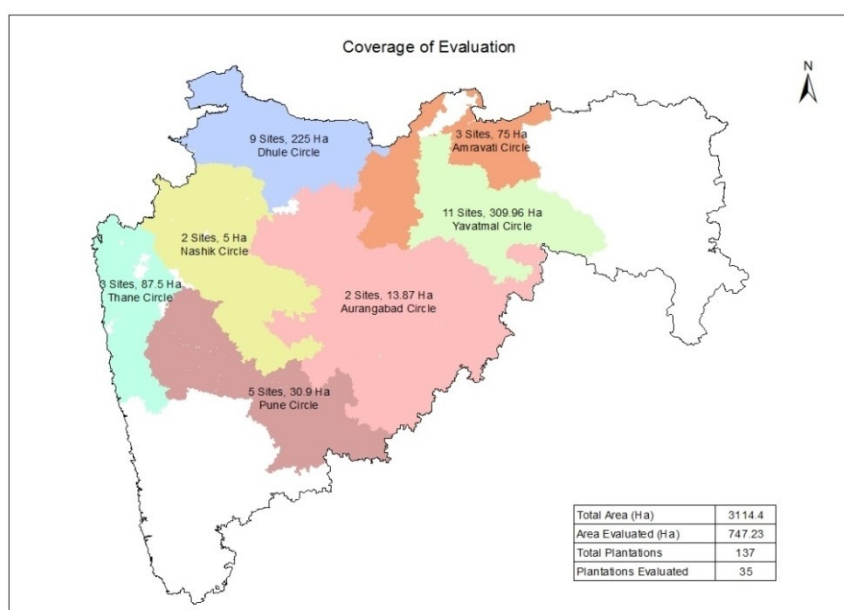 Coverage of Evaluation
N
9 Sites, 225 Ha
Dhule Circle
3 Sites, 75 Ha
Amravati Circle
11 Sites, 309.96 Ha
Yavatmal Circle
2 Sites, 5 Ha
Nashik Circle
3 Sites, 87.5 Ha
Thane Circle
2 Sites, 13.87 Ha
Aurangabad Circle
5 Sites, 30.9 Ha
Pune Circle
Total Area (Ha) 3114.4
Area Evaluated (Ha) 747.23
Total Plantations 137
Plantations Evaluated 35